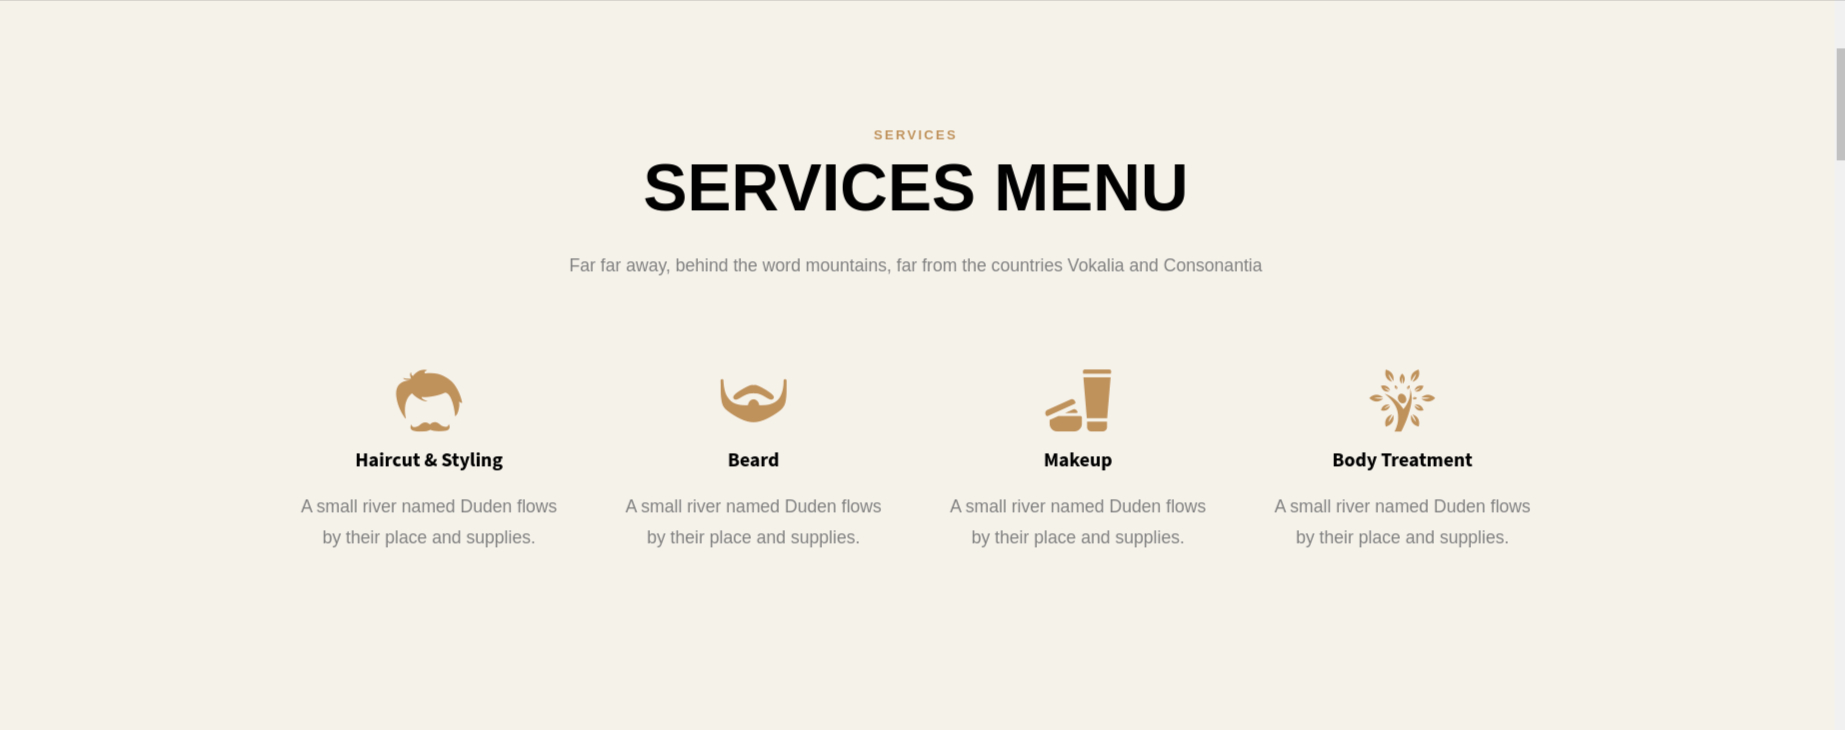 SERVICES
SERVICES MENU
Far far away, behind the word mountains, far from the countries Vokalia and Consonantia
Haircut & Styling
A small river named Duden flows
by their place and supplies.
Beard
A small river named Duden flows
by their place and supplies.
Makeup
A small river named Duden flows
by their place and supplies.
Body Treatment
A small river named Duden flows
by their place and supplies.